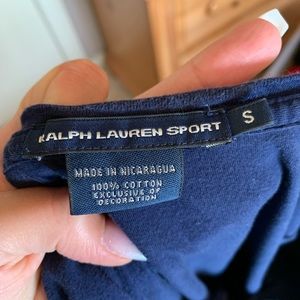 RALPH LAUREN SPORT
S
MADE IN NICARAGUA
100% COTTON
EXCLUSIVE OF
DECORATION